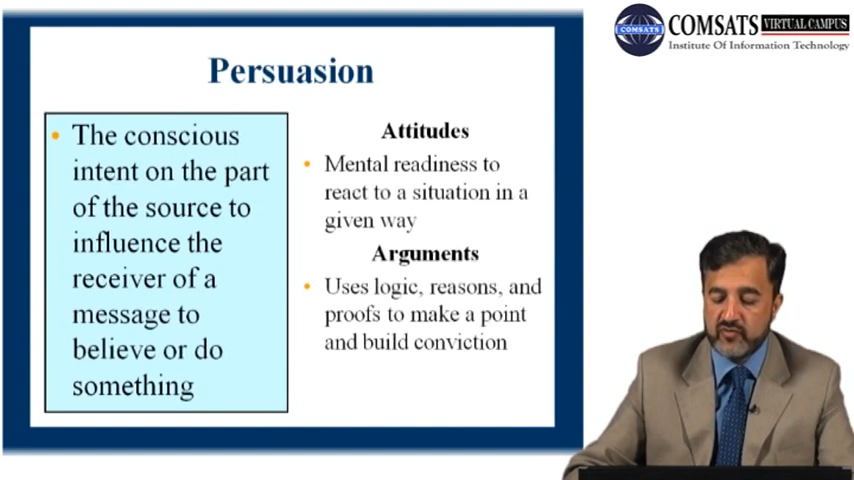 Persuasion
• The conscious
intent on the part
of the source to
influence the
receiver of a
message to
believe or do
something
Attitudes
• Mental readiness to
react to a situation in a
given way
Arguments
• Uses logic, reasons, and
proofs to make a point
and build conviction
COMSATS
COMSATS VIRTUAL CAMPUS
Institute Of Information Technology